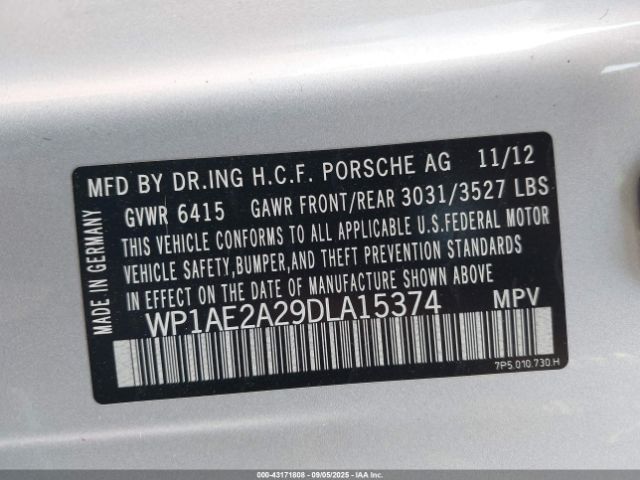 MFD BY DR.ING H.C.F. PORSCHE AG 11/12
GVWR 6415 GAWR FRONT/REAR 3031/3527 LBS
THIS VEHICLE CONFORMS TO ALL APPLICABLE U.S.FEDERAL MOTOR
VEHICLE SAFETY,BUMPER,AND THEFT PREVENTION STANDARDS
IN EFFECT ON THE DATE OF MANUFACTURE SHOWN ABOVE
WP1AE2A29DLA15374 MPV
7P5.010.730.H
MADE IN GERMANY
000-43171808 - 09/05/2025 - IAAI